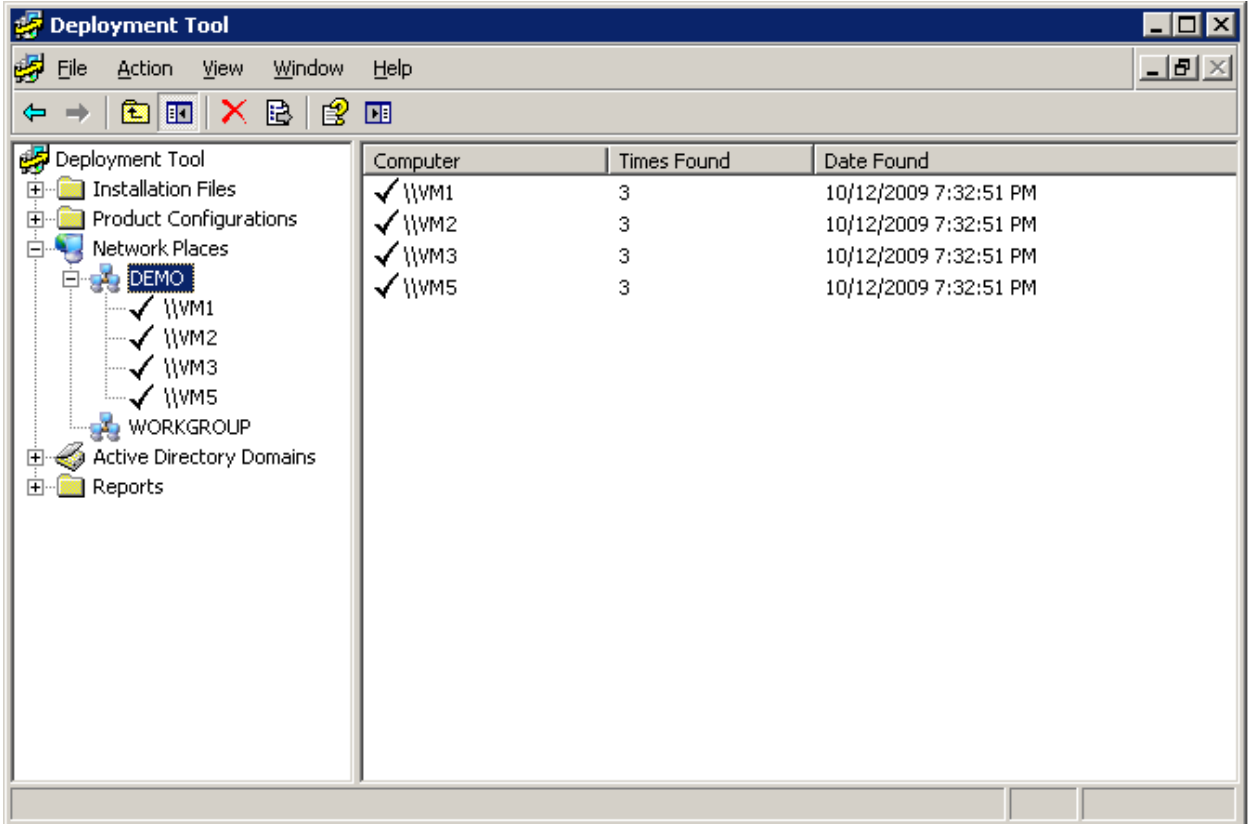 Deployment Tool
File Action View Window Help
Deployment Tool
Installation Files
Product Configurations
Network Places
DEMO
\\VM1
\\VM2
\\VM3
\\VM5
WORKGROUP
Active Directory Domains
Reports
Computer Times Found Date Found
\\VM1 3 10/12/2009 7:32:51 PM
\\VM2 3 10/12/2009 7:32:51 PM
\\VM3 3 10/12/2009 7:32:51 PM
\\VM5 3 10/12/2009 7:32:51 PM